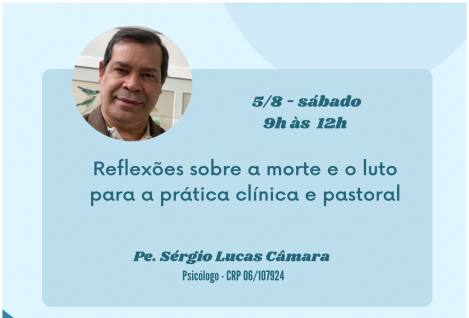 5/8 - sábado
9h às 12h
Reflexões sobre a morte e o luto
para a prática clínica e pastoral
Pe. Sérgio Lucas Câmara
Psicólogo - CRP 06/107924